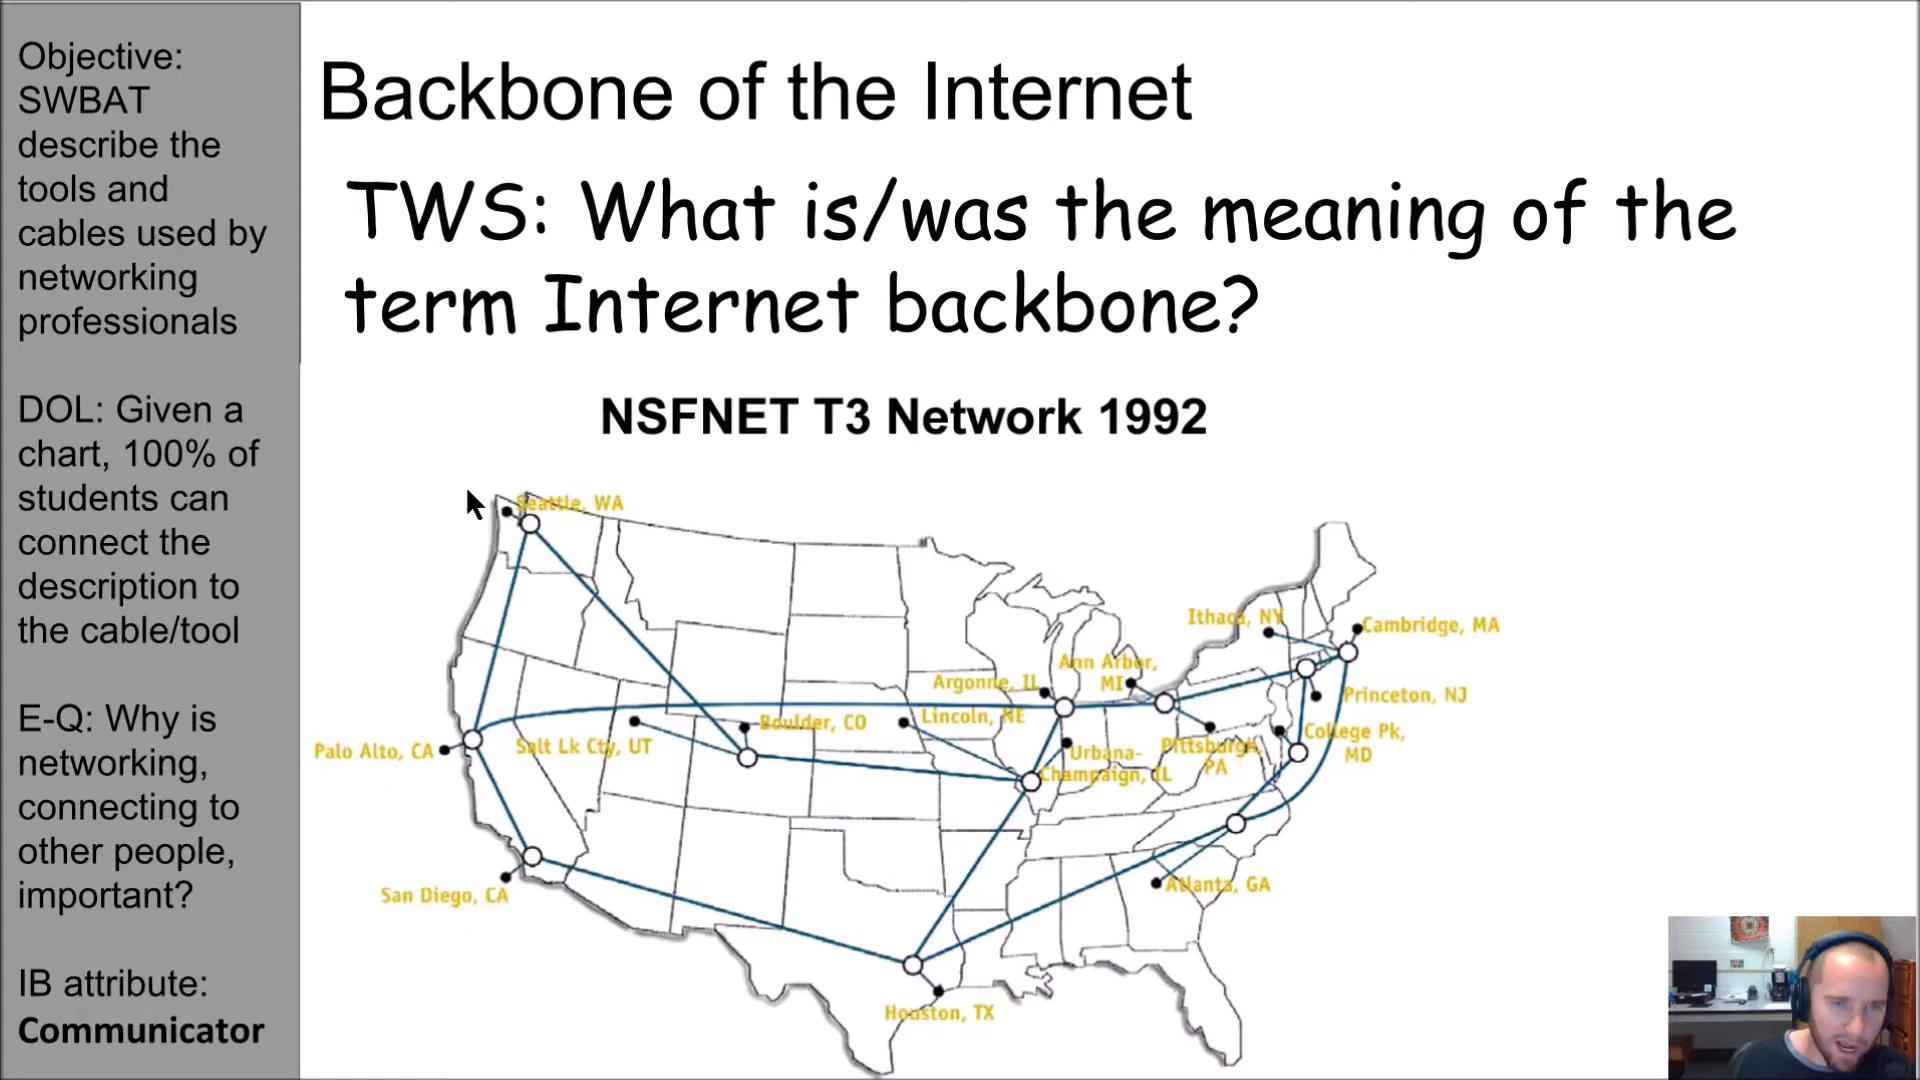 Objective:
SWBAT
describe the
tools and
cables used by
networking
professionals
DOL: Given a
chart, 100% of
students can
connect the
description to
the cable/tool
E-Q: Why is
networking,
connecting to
other people,
important?
IB attribute:
Communicator
Backbone of the Internet
TWS: What is/was the meaning of the
term Internet backbone?
NSFNET T3 Network 1992
Seattle, WA
Ithaca, NY
Cambridge, MA
Ann Arbor,
MI
Argonne, IL
Princeton, NJ
Lincoln, NE
Boulder, CO
College Pk,
MD
Palo Alto, CA
Salt Lk Cty, UT
Pittsburgh,
PA
Urbana-
Champaign, IL
Atlanta, GA
San Diego, CA
Houston, TX